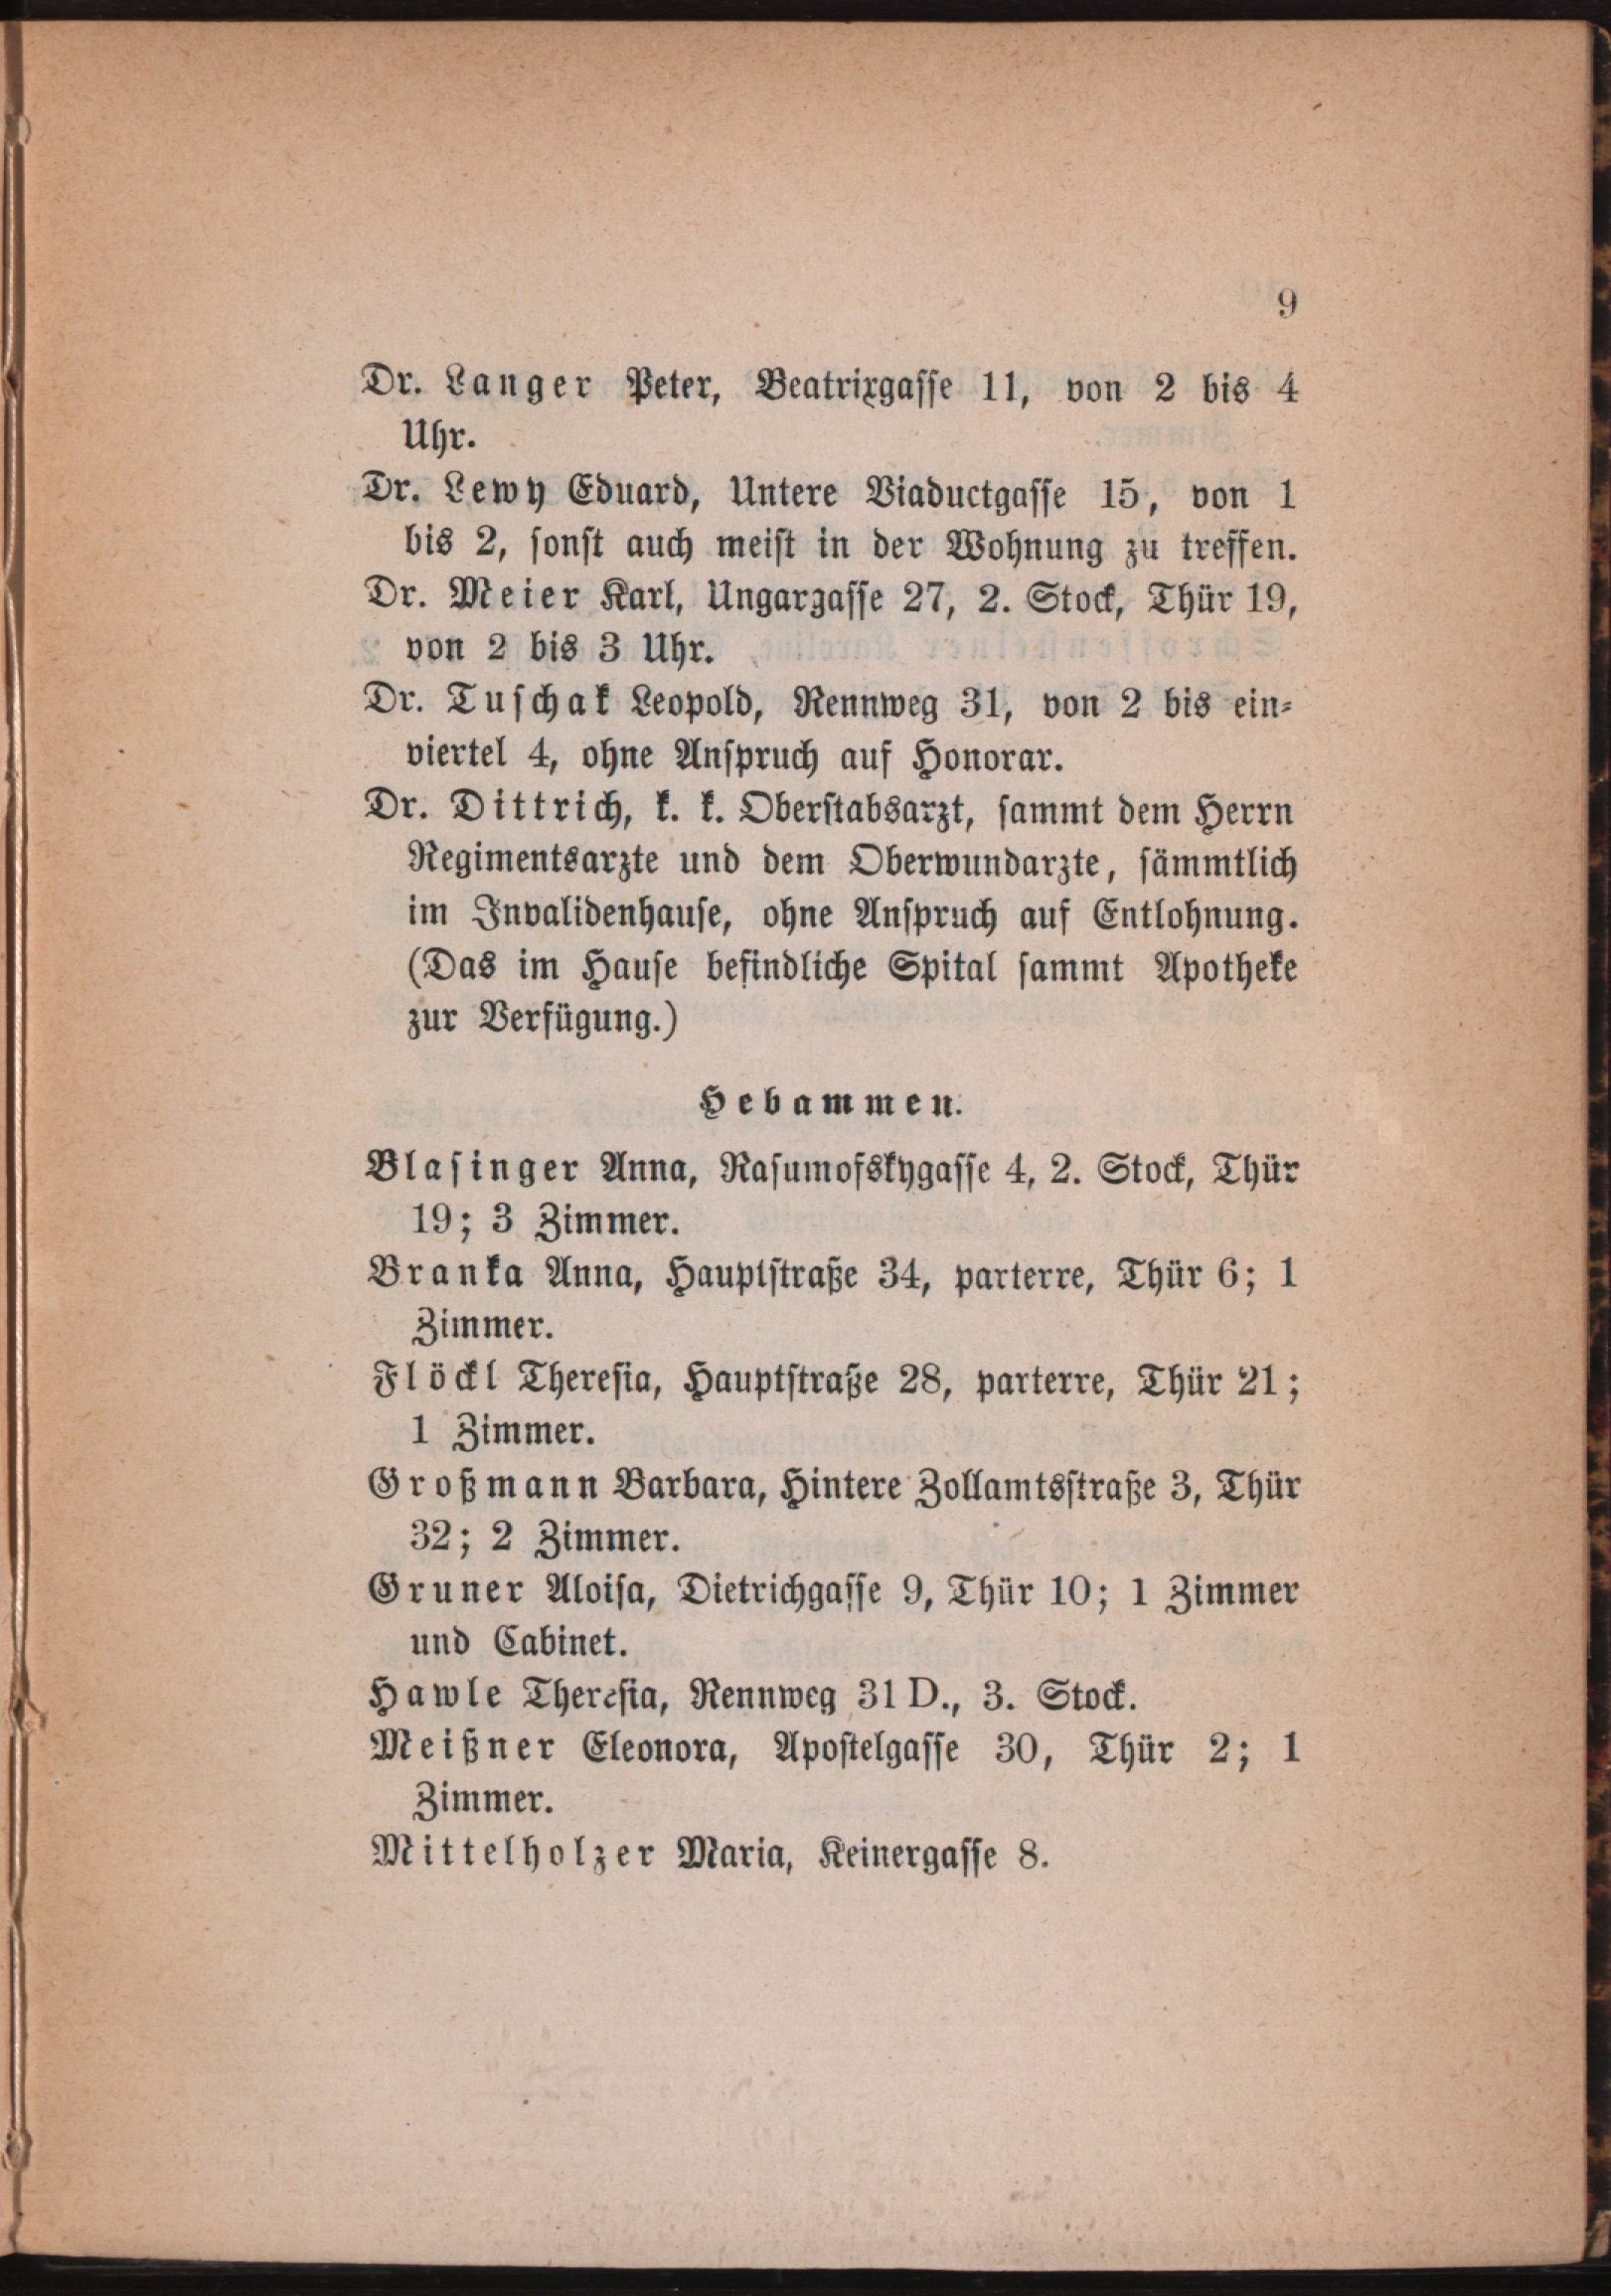 9
Dr. Langer Peter, Beatrixgasse 11, von 2 bis 4
Uhr.
Dr. Lewy Eduard, Untere Viaductgasse 15, von 1
bis 2, sonst auch meist in der Wohnung zu treffen.
Dr. Meier Karl, Ungargasse 27, 2. Stock, Thür 19,
von 2 bis 3 Uhr.
Dr. Tuschak Leopold, Rennweg 31, von 2 bis ein-
viertel 4, ohne Anspruch auf Honorar.
Dr. Dittrich, k. k. Oberstabsarzt, sammt dem Herrn
Regimentsarzte und dem Oberwundarzte, sämmtlich
im Invalidenhause, ohne Anspruch auf Entlohnung.
(Das im Hause befindliche Spital sammt Apotheke
zur Verfügung.)
Hebammen.
Blasinger Anna, Rasumofskygasse 4, 2. Stock, Thür
19; 3 Zimmer.
Branka Anna, Hauptstraße 34, parterre, Thür 6; 1
Zimmer.
Flöckl Theresia, Hauptstraße 28, parterre, Thür 21;
1 Zimmer.
Großmann Barbara, Hintere Zollamtsstraße 3, Thür
32; 2 Zimmer.
Gruner Aloisa, Dietrichgasse 9, Thür 10; 1 Zimmer
und Cabinet.
Hawle Theresia, Rennweg 31 D., 3. Stock.
Meißner Eleonora, Apostelgasse 30, Thür 2; 1
Zimmer.
Mittelholzer Maria, Keinergasse 8.